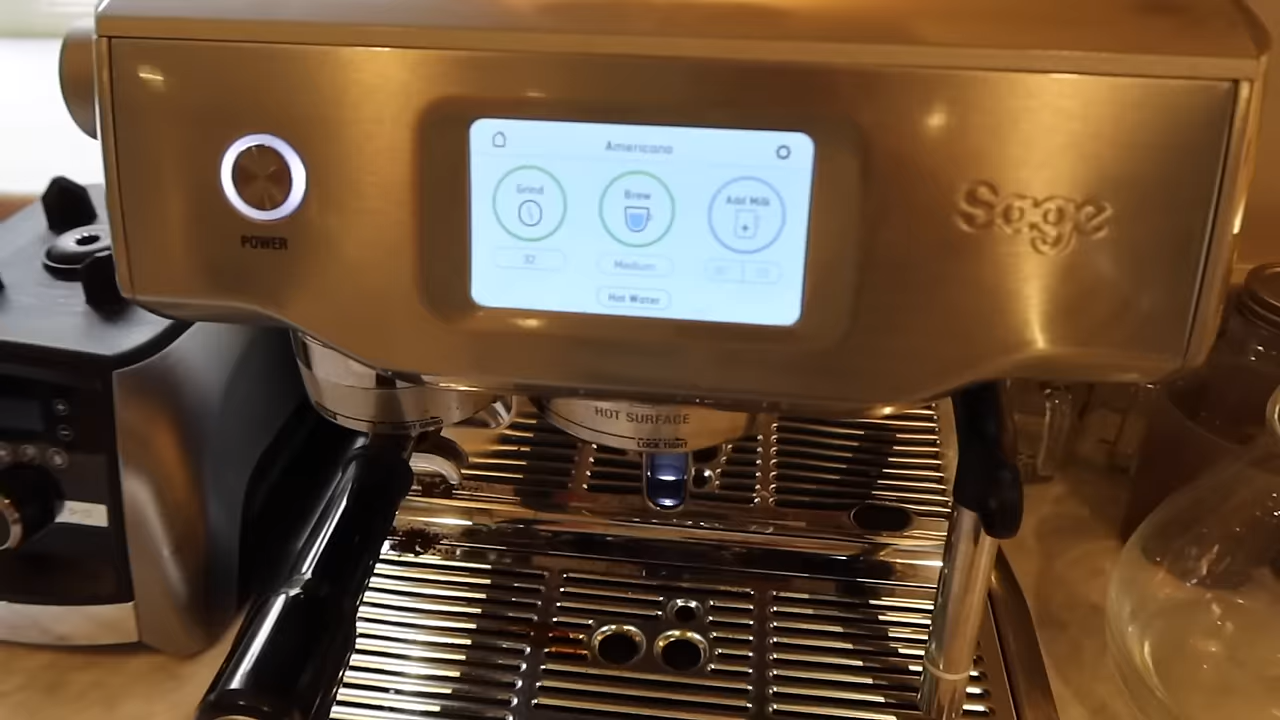 Americano
Grind
Brew
Add Milk
32
Medium
Hot Water
POWER
Sage
HOT SURFACE
LOCK TIGHT